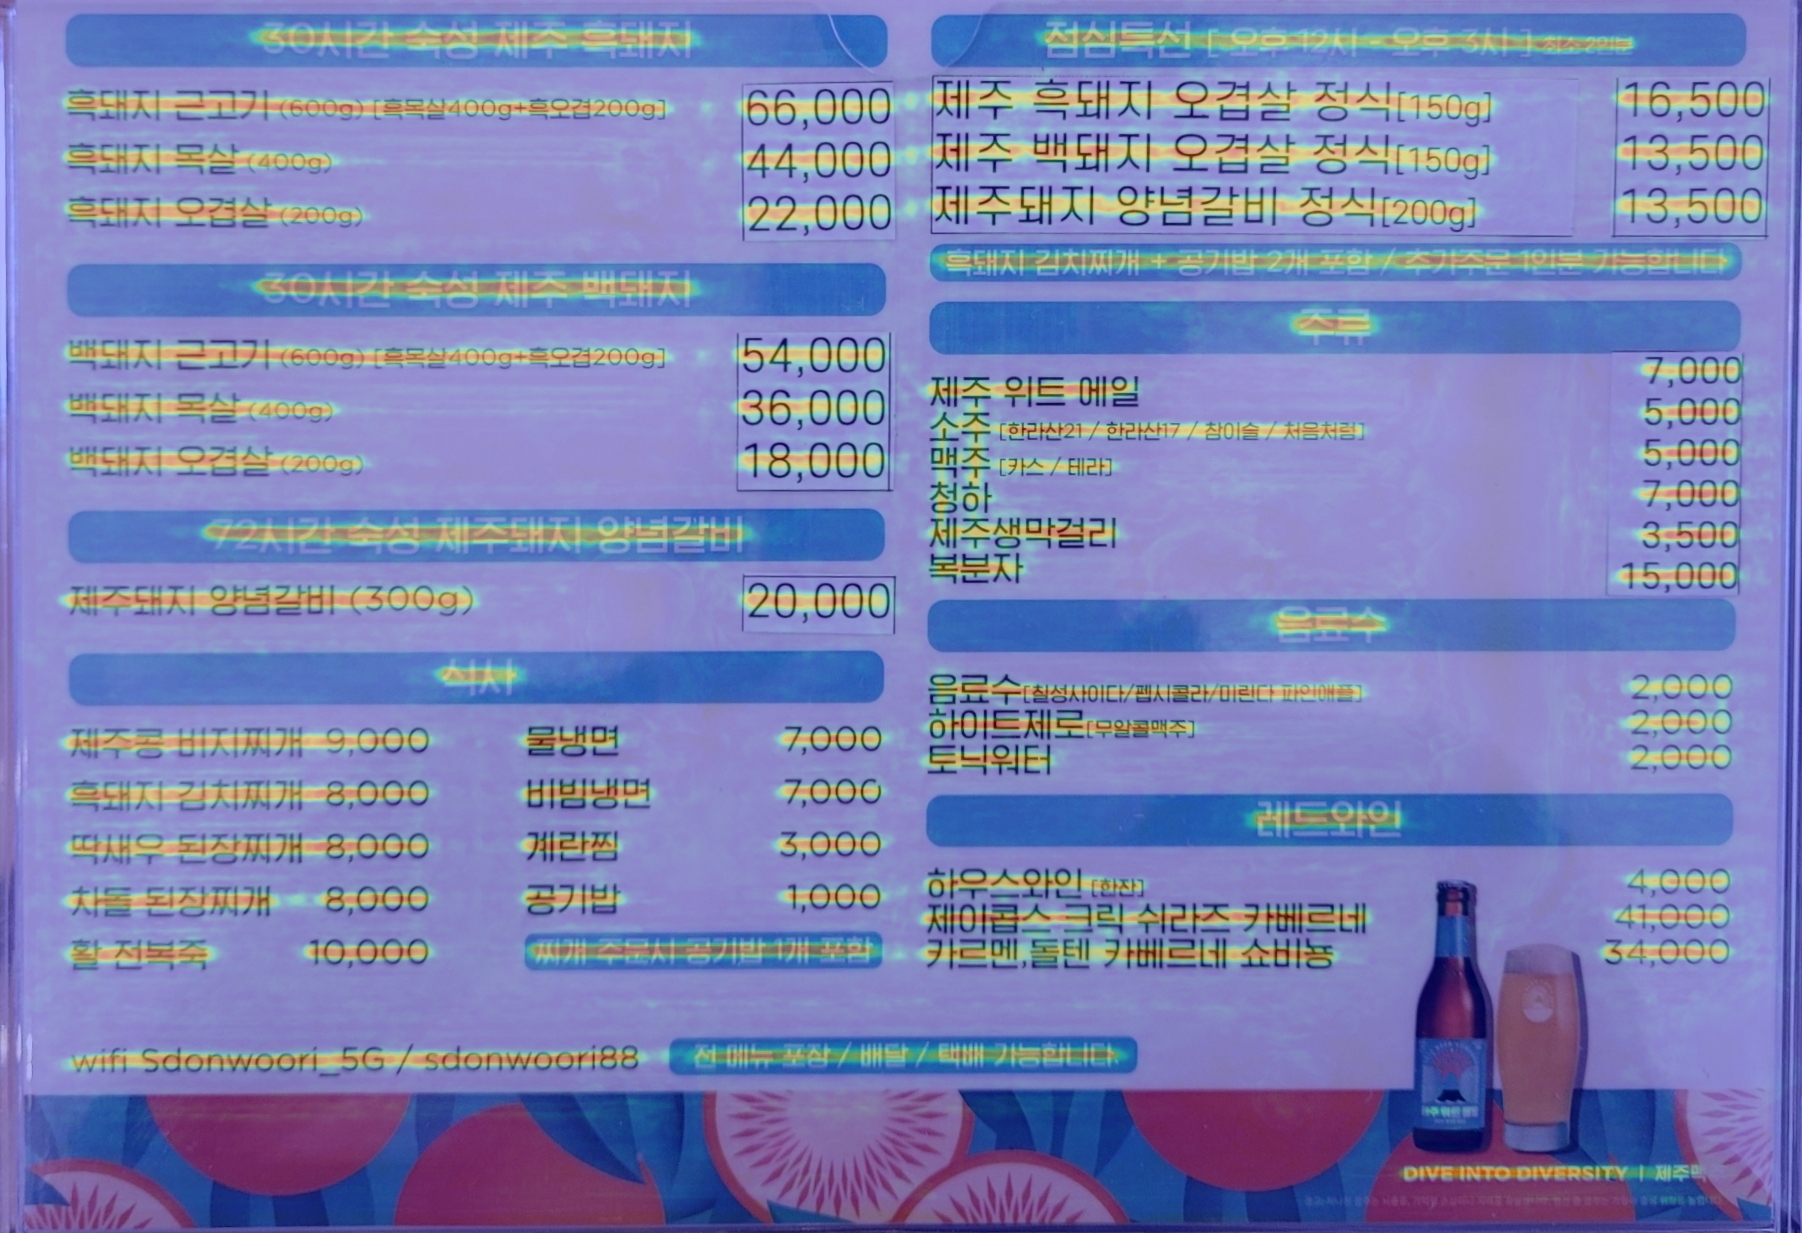 30시간 숙성 제주 흑돼지
흑돼지 근고기 (600g) [흑목살400g+흑오겹200g] 66,000
흑돼지 목살 (400g) 44,000
흑돼지 오겹살 (200g) 22,000
30시간 숙성 제주 백돼지
백돼지 근고기 (600g) [흑목살400g+흑오겹200g] 54,000
백돼지 목살 (400g) 36,000
백돼지 오겹살 (200g) 18,000
72시간 숙성 제주돼지 양념갈비
제주돼지 양념갈비 (300g) 20,000
식사
제주콩 비지찌개 9,000 물냉면 7,000
흑돼지 김치찌개 8,000 비빔냉면 7,000
딱새우 된장찌개 8,000 계란찜 3,000
차돌 된장찌개 8,000 공기밥 1,000
활 전복죽 10,000 찌개 주문시 공기밥 1개 포함
wifi Sdonwoori_5G / sdonwoori88 전 메뉴 포장 / 배달 / 택배 가능합니다.
점심특선 [ 오후 12시 - 오후 3시 ] 최소 2인분
제주 흑돼지 오겹살 정식[150g] 16,500
제주 백돼지 오겹살 정식[150g] 13,500
제주돼지 양념갈비 정식[200g] 13,500
흑돼지 김치찌개 + 공기밥 2개 포함 / 추가주문 1인분 가능합니다
주류
제주 위트 에일 7,000
소주 [한라산21 / 한라산17 / 참이슬 / 처음처럼] 5,000
맥주 [카스 / 테라] 5,000
청하 7,000
제주생막걸리 3,500
복분자 15,000
음료수
음료수[칠성사이다/펩시콜라/미린다 파인애플] 2,000
하이트제로[무알콜맥주] 2,000
토닉워터 2,000
레드와인
하우스와인 [한잔] 4,000
제이콥스 크릭 쉬라즈 카베르네 41,000
카르멘,돌텐 카베르네 쇼비뇽 34,000
제주 위트 에일
DIVE INTO DIVERSITY | 제주맥